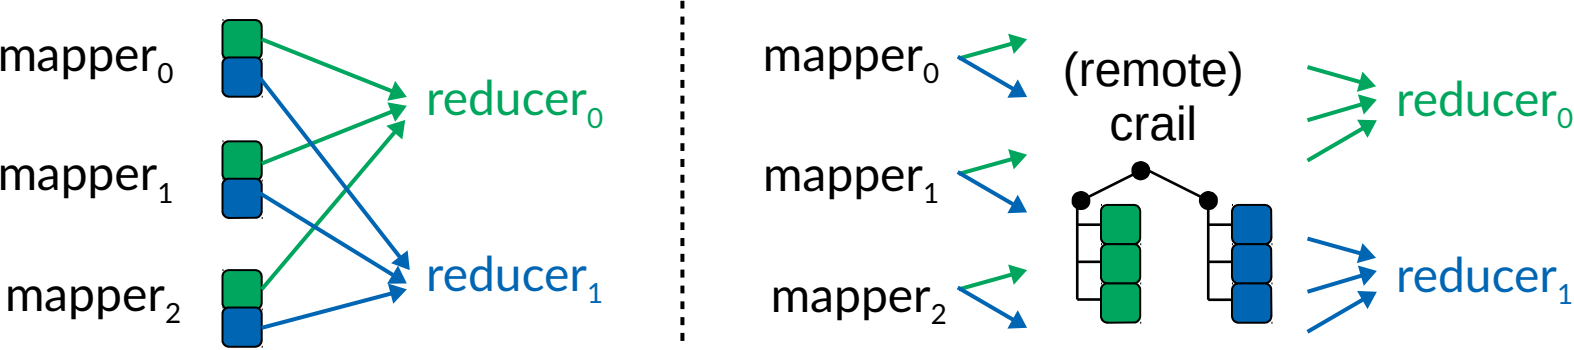 mapper₀
reducer₀
mapper₁
reducer₁
mapper₂
mapper₀
(remote)
crail
reducer₀
mapper₁
reducer₁
mapper₂